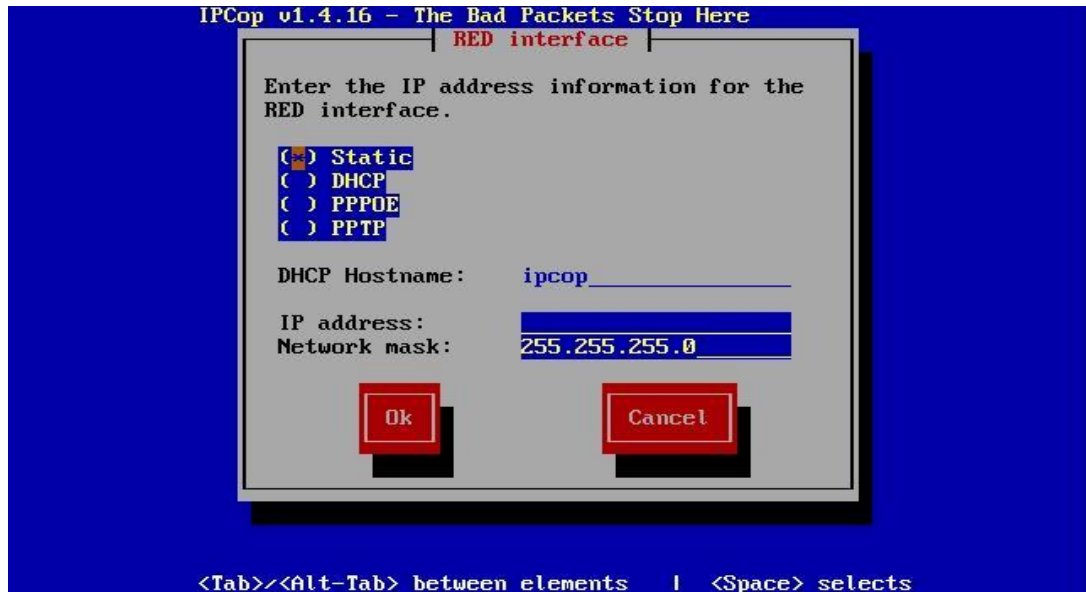 IPCop v1.4.16 - The Bad Packets Stop Here
RED interface
Enter the IP address information for the
RED interface.
(*) Static
( ) DHCP
( ) PPPOE
( ) PPTP
DHCP Hostname: ipcop
IP address:
Network mask: 255.255.255.0
Ok Cancel
<Tab>/<Alt-Tab> between elements | <Space> selects